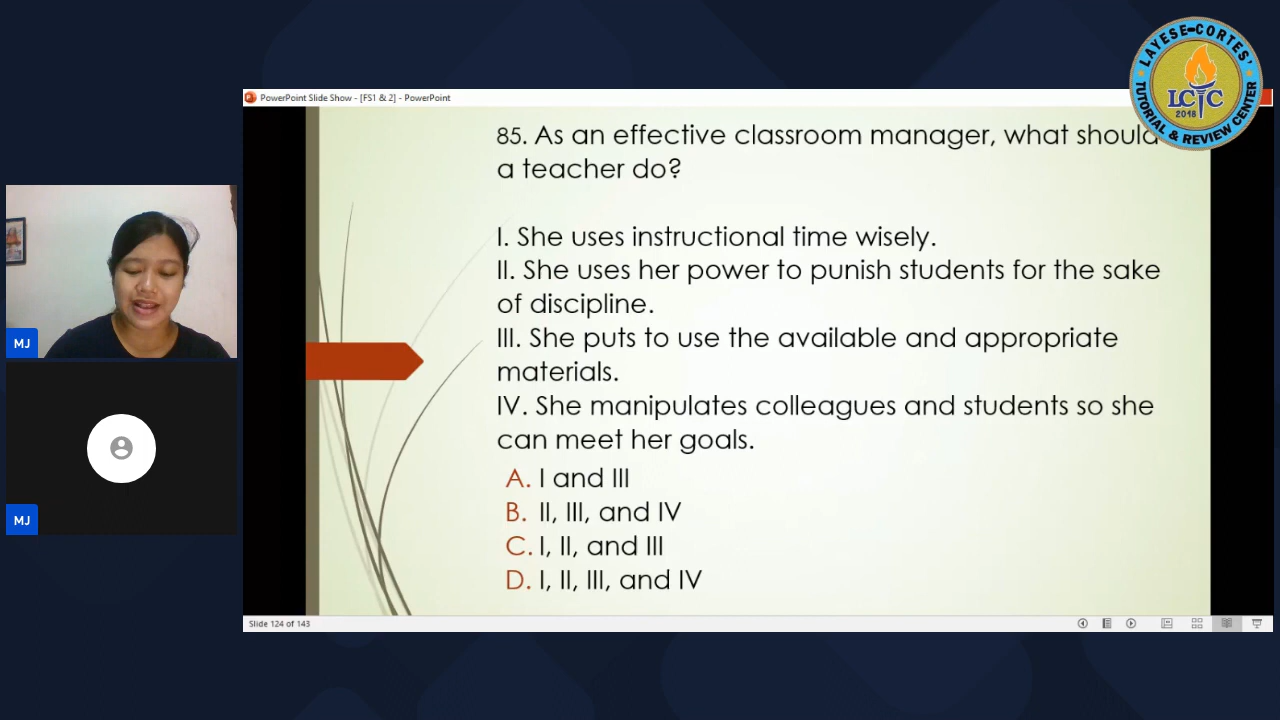 LAYESE-CORTES'
LCTC
2018
TUTORIAL & REVIEW CENTER
PowerPoint Slide Show - [FS1 & 2] - PowerPoint
85. As an effective classroom manager, what should
a teacher do?
I. She uses instructional time wisely.
II. She uses her power to punish students for the sake
of discipline.
III. She puts to use the available and appropriate
materials.
IV. She manipulates colleagues and students so she
can meet her goals.
A. I and III
B. II, III, and IV
C. I, II, and III
D. I, II, III, and IV
MJ
MJ
Slide 124 of 143